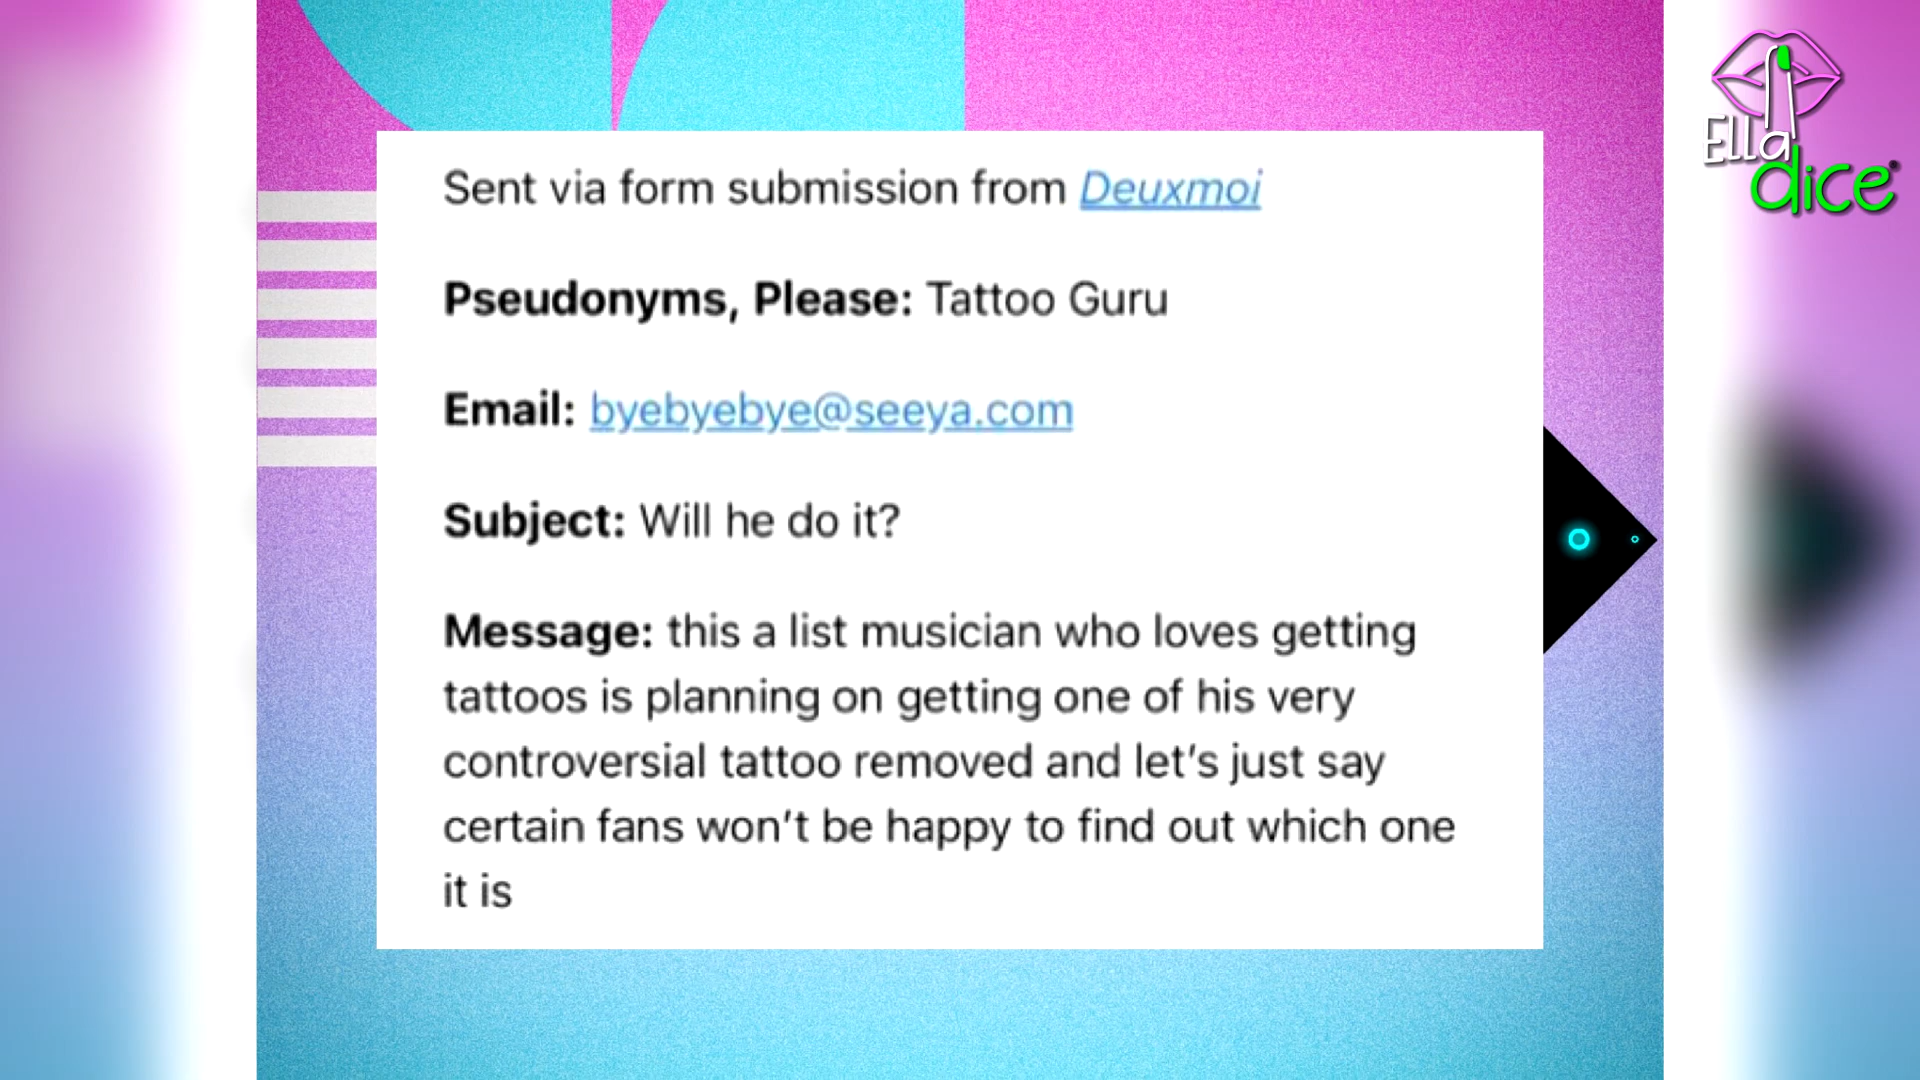 Sent via form submission from Deuxmoi
Pseudonyms, Please: Tattoo Guru
Email: byebyebye@seeya.com
Subject: Will he do it?
Message: this a list musician who loves getting
tattoos is planning on getting one of his very
controversial tattoo removed and let's just say
certain fans won't be happy to find out which one
it is
Ella
dice